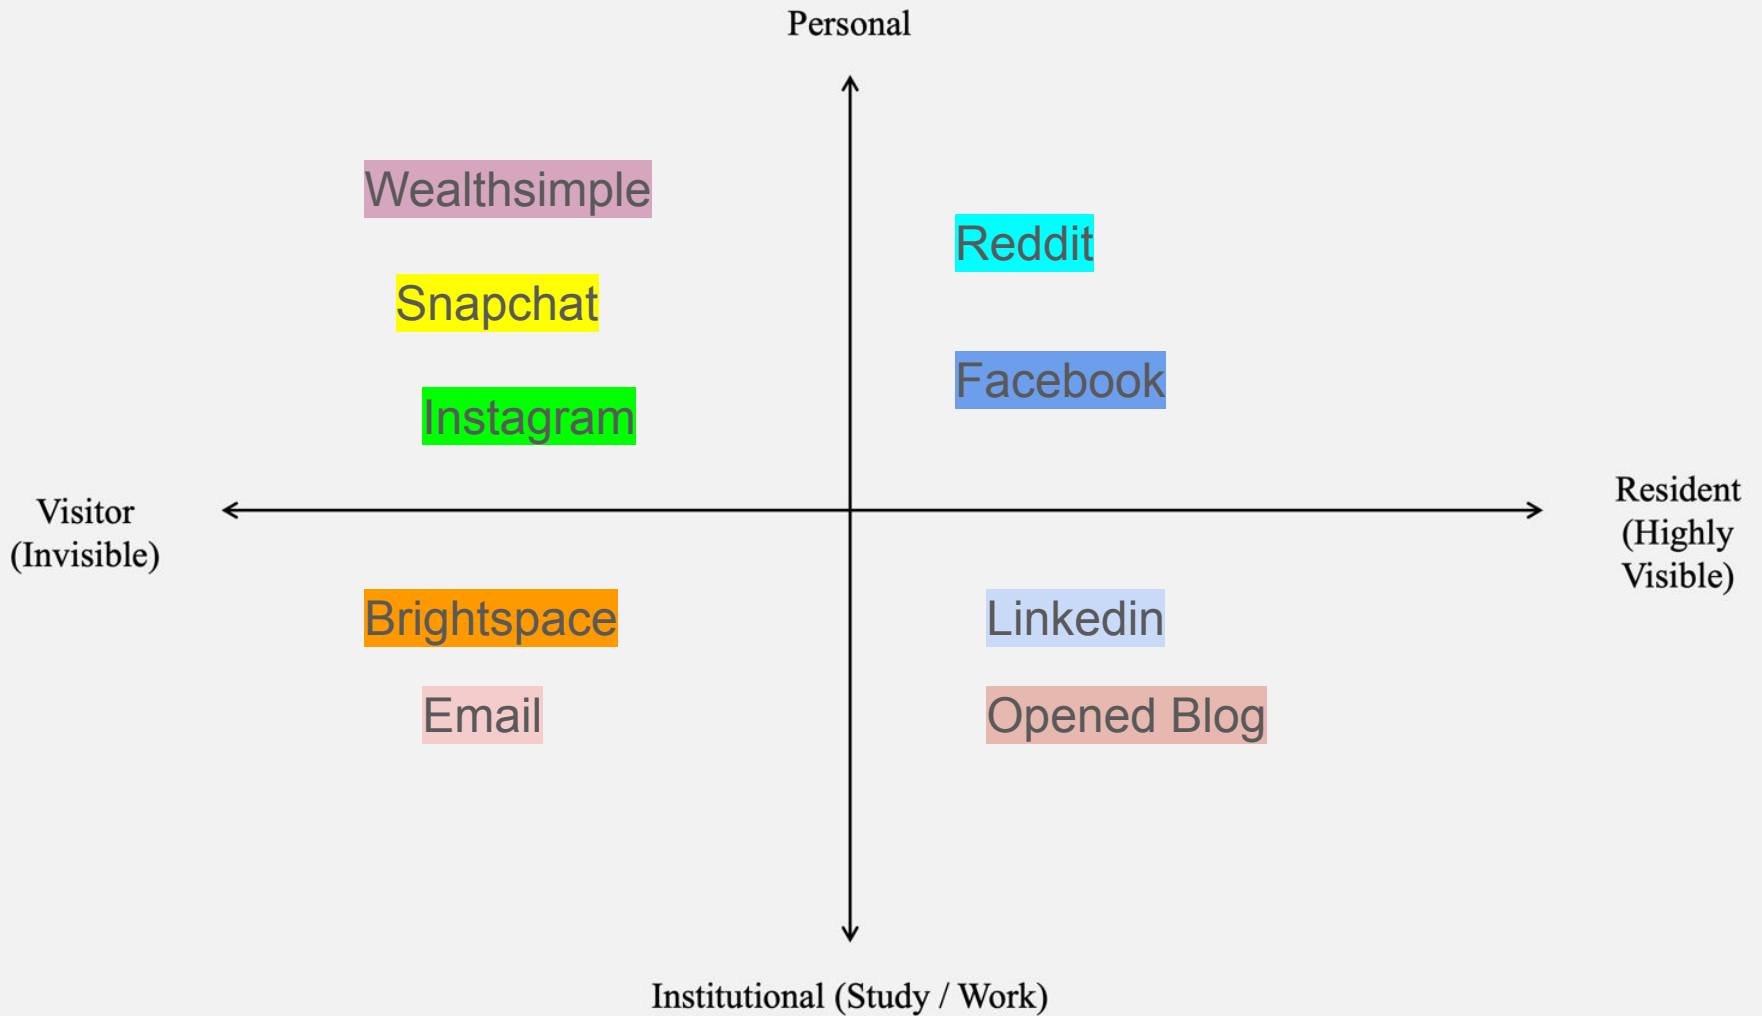 Personal
Wealthsimple
Reddit
Snapchat
Facebook
Instagram
Visitor
(Invisible)
Resident
(Highly
Visible)
Brightspace
Linkedin
Email
Opened Blog
Institutional (Study / Work)